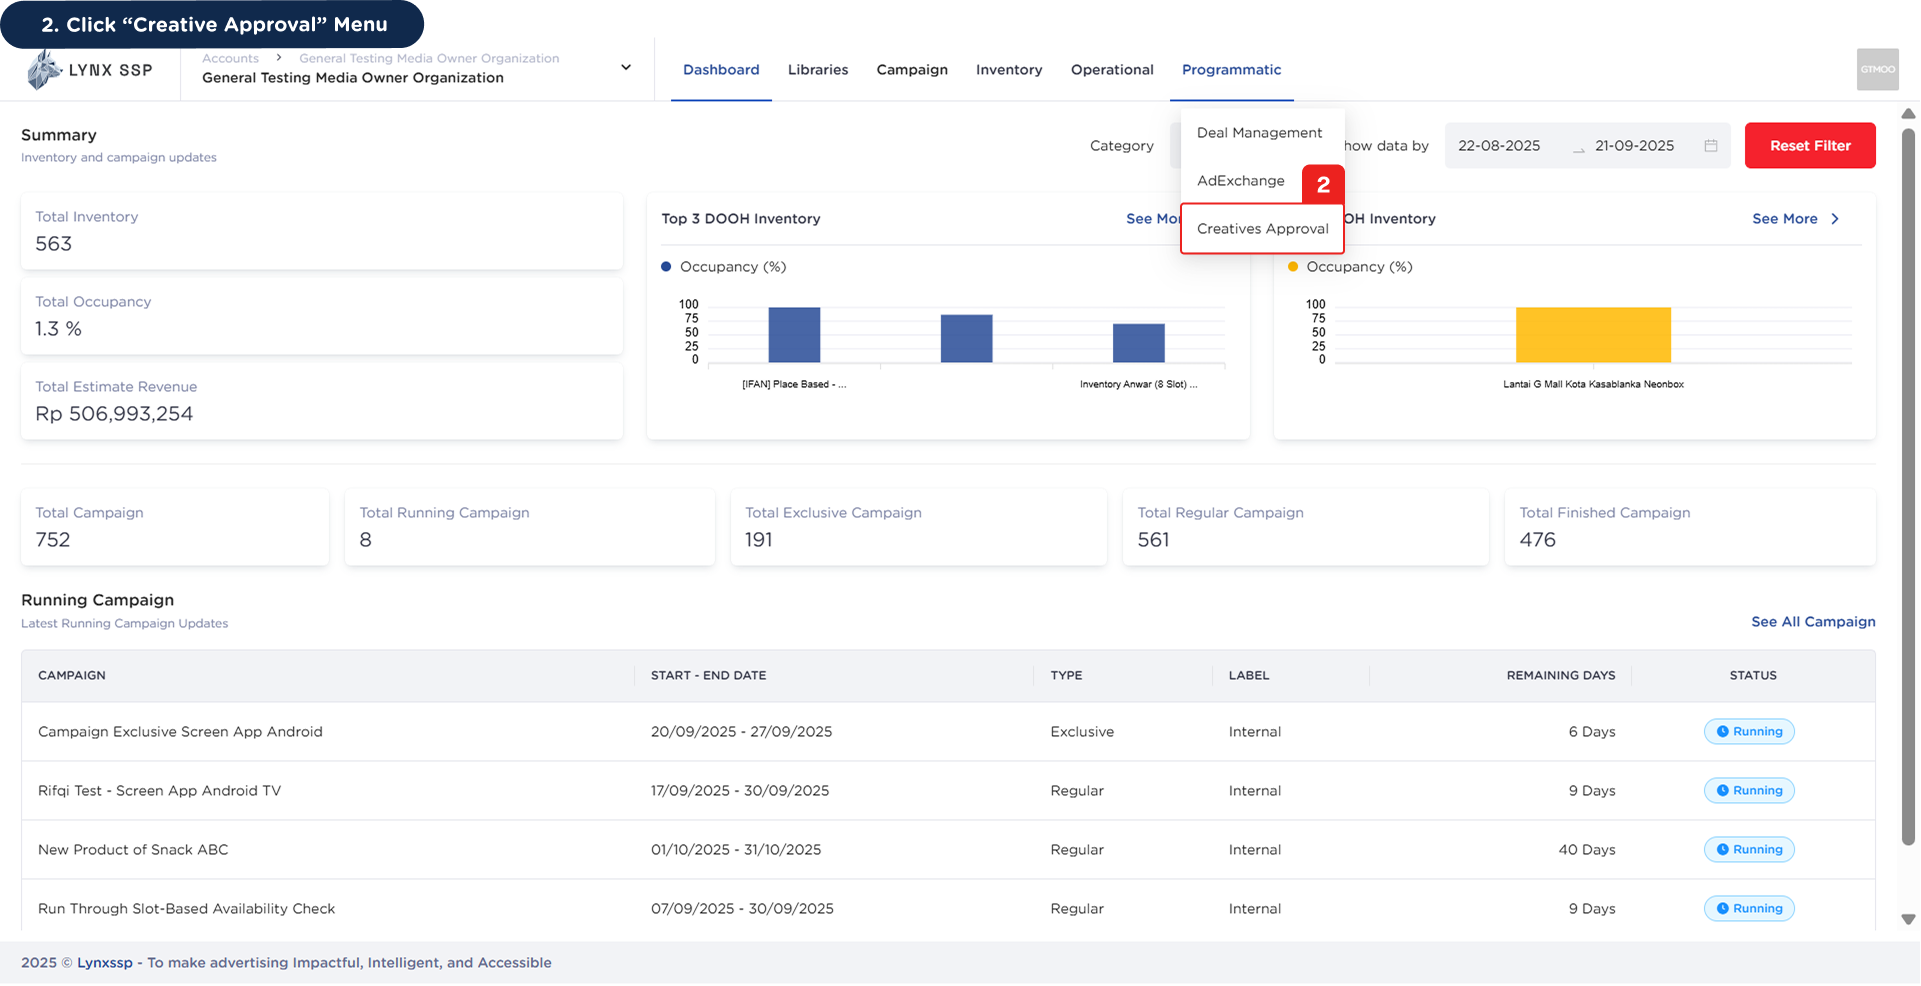 2. Click “Creative Approval” Menu
LYNX SSP
Accounts > General Testing Media Owner Organization
General Testing Media Owner Organization
Dashboard
Libraries
Campaign
Inventory
Operational
Programmatic
GTMOO
Summary
Inventory and campaign updates
Category
how data by
22-08-2025
21-09-2025
Reset Filter
Deal Management
AdExchange
2
Creatives Approval
Total Inventory
563
Total Occupancy
1.3 %
Total Estimate Revenue
Rp 506,993,254
Top 3 DOOH Inventory
See Mor
Occupancy (%)
100
75
50
25
0
[IFAN] Place Based - ...
Inventory Anwar (8 Slot) ...
OH Inventory
See More
Occupancy (%)
100
75
50
25
0
Lantai G Mall Kota Kasablanka Neonbox
Total Campaign
752
Total Running Campaign
8
Total Exclusive Campaign
191
Total Regular Campaign
561
Total Finished Campaign
476
Running Campaign
Latest Running Campaign Updates
See All Campaign
CAMPAIGN START - END DATE TYPE LABEL REMAINING DAYS STATUS
Campaign Exclusive Screen App Android 20/09/2025 - 27/09/2025 Exclusive Internal 6 Days Running
Rifqi Test - Screen App Android TV 17/09/2025 - 30/09/2025 Regular Internal 9 Days Running
New Product of Snack ABC 01/10/2025 - 31/10/2025 Regular Internal 40 Days Running
Run Through Slot-Based Availability Check 07/09/2025 - 30/09/2025 Regular Internal 9 Days Running
2025 © Lynxssp - To make advertising Impactful, Intelligent, and Accessible